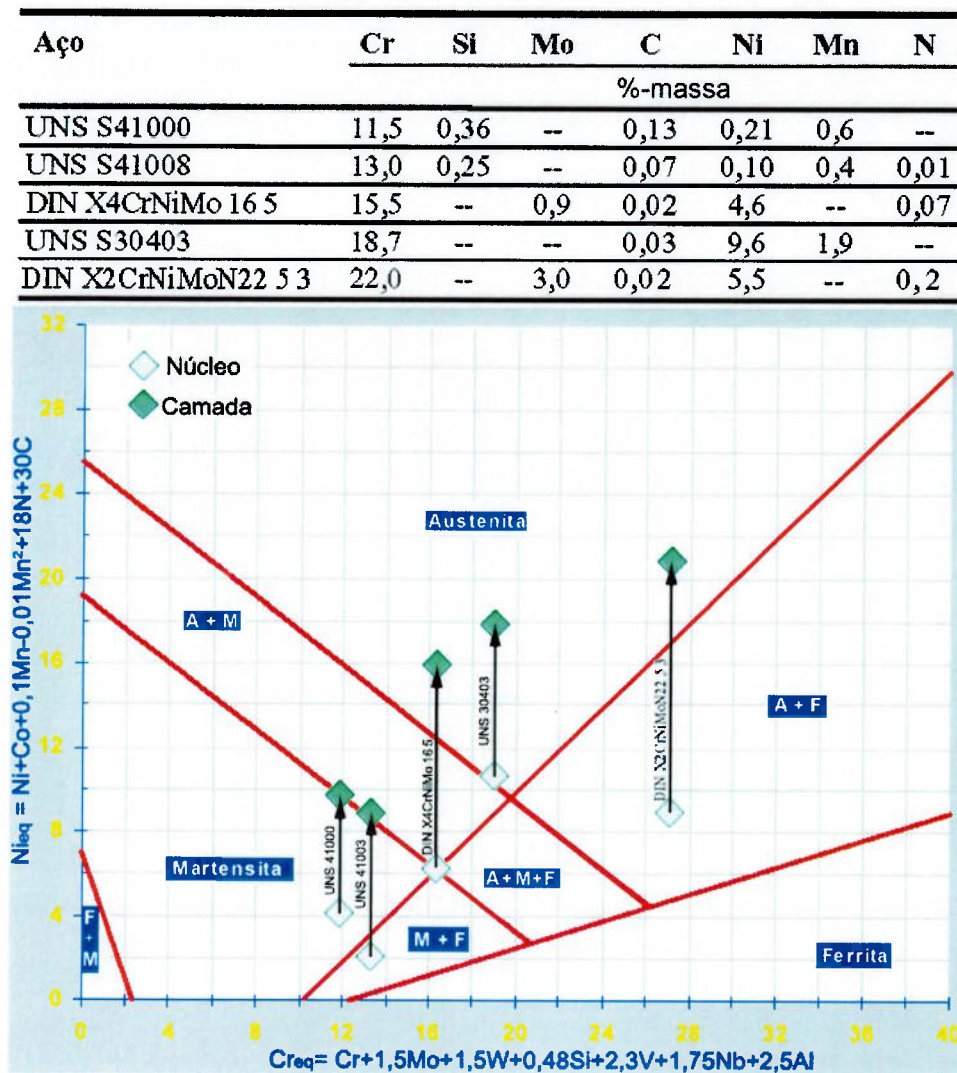 Aço Cr Si Mo C Ni Mn N
%-massa
UNS S41000 11,5 0,36 -- 0,13 0,21 0,6 --
UNS S41008 13,0 0,25 -- 0,07 0,10 0,4 0,01
DIN X4CrNiMo 16 5 15,5 -- 0,9 0,02 4,6 -- 0,07
UNS S30403 18,7 -- -- 0,03 9,6 1,9 --
DIN X2CrNiMoN22 5 3 22,0 -- 3,0 0,02 5,5 -- 0,2
32
28
24
20
16
12
8
4
0
Nieq = Ni+Co+0,1Mn-0,01Mn²+18N+30C
Núcleo
Camada
Austenita
A + M
A + F
Martensita
A+M+F
M + F
F + M
Ferrita
UNS 41000
UNS 41003
DIN X4CrNiMo 16 5
UNS 30403
DIN X2CrNiMoN22 5 3
0 4 8 12 16 20 24 28 32 36 40
Creq= Cr+1,5Mo+1,5W+0,48Si+2,3V+1,75Nb+2,5Al